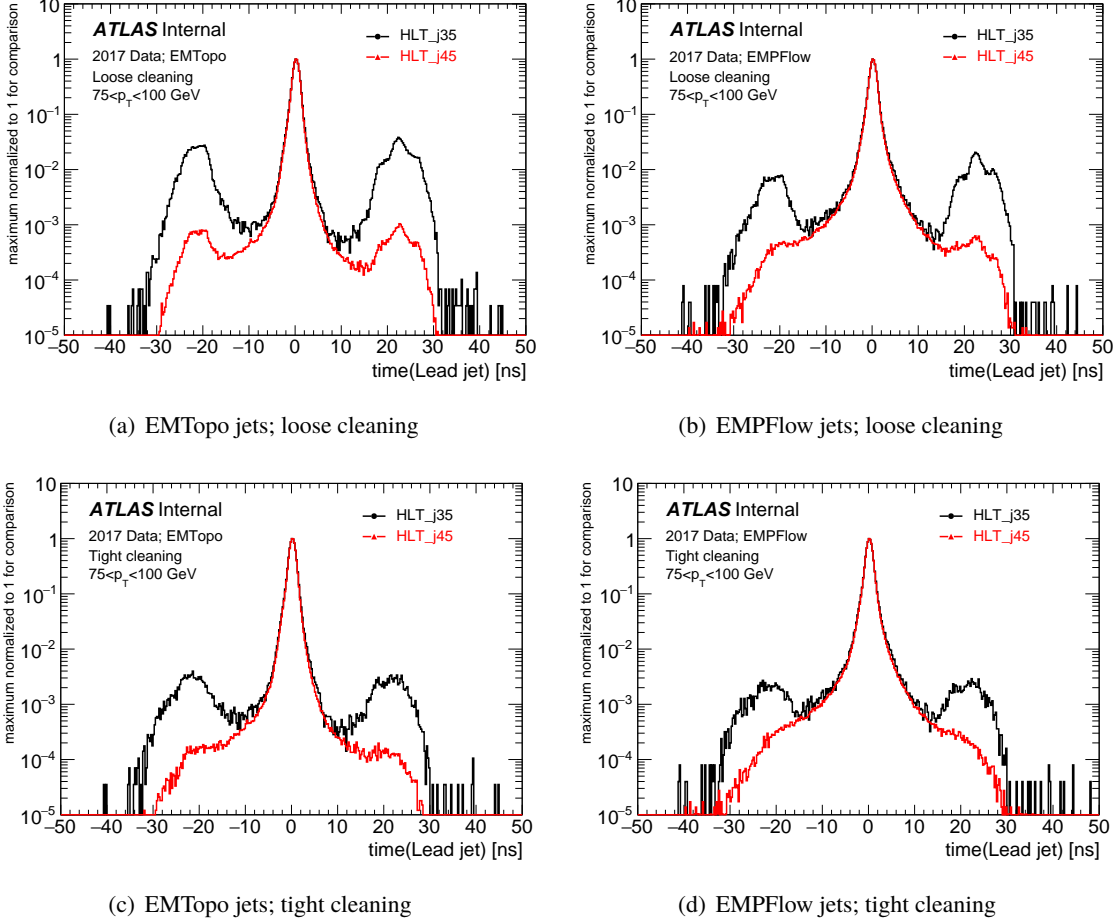 ATLAS Internal
2017 Data; EMTopo
Loose cleaning
75<p_T<100 GeV
HLT_j35
HLT_j45
maximum normalized to 1 for comparison
10
1
10^−1
10^−2
10^−3
10^−4
10^−5
−50 −40 −30 −20 −10 0 10 20 30 40 50
time(Lead jet) [ns]
(a) EMTopo jets; loose cleaning
ATLAS Internal
2017 Data; EMPFlow
Loose cleaning
75<p_T<100 GeV
HLT_j35
HLT_j45
maximum normalized to 1 for comparison
10
1
10^−1
10^−2
10^−3
10^−4
10^−5
−50 −40 −30 −20 −10 0 10 20 30 40 50
time(Lead jet) [ns]
(b) EMPFlow jets; loose cleaning
ATLAS Internal
2017 Data; EMTopo
Tight cleaning
75<p_T<100 GeV
HLT_j35
HLT_j45
maximum normalized to 1 for comparison
10
1
10^−1
10^−2
10^−3
10^−4
10^−5
−50 −40 −30 −20 −10 0 10 20 30 40 50
time(Lead jet) [ns]
(c) EMTopo jets; tight cleaning
ATLAS Internal
2017 Data; EMPFlow
Tight cleaning
75<p_T<100 GeV
HLT_j35
HLT_j45
maximum normalized to 1 for comparison
10
1
10^−1
10^−2
10^−3
10^−4
10^−5
−50 −40 −30 −20 −10 0 10 20 30 40 50
time(Lead jet) [ns]
(d) EMPFlow jets; tight cleaning